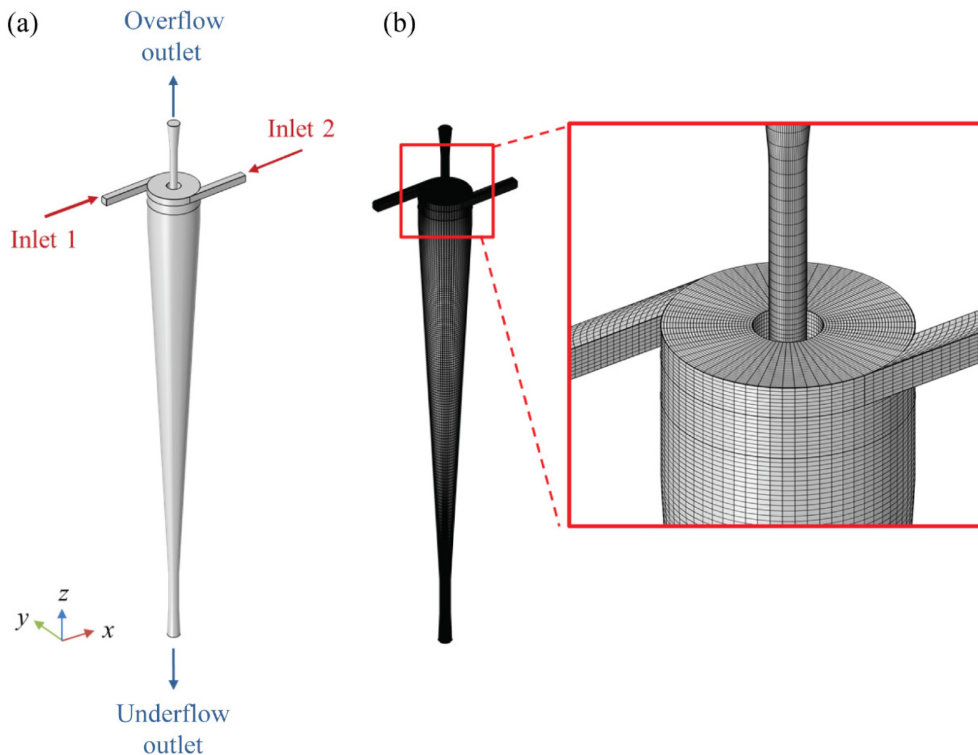 (a)
Overflow
outlet
Inlet 2
Inlet 1
z
y
x
Underflow
outlet
(b)